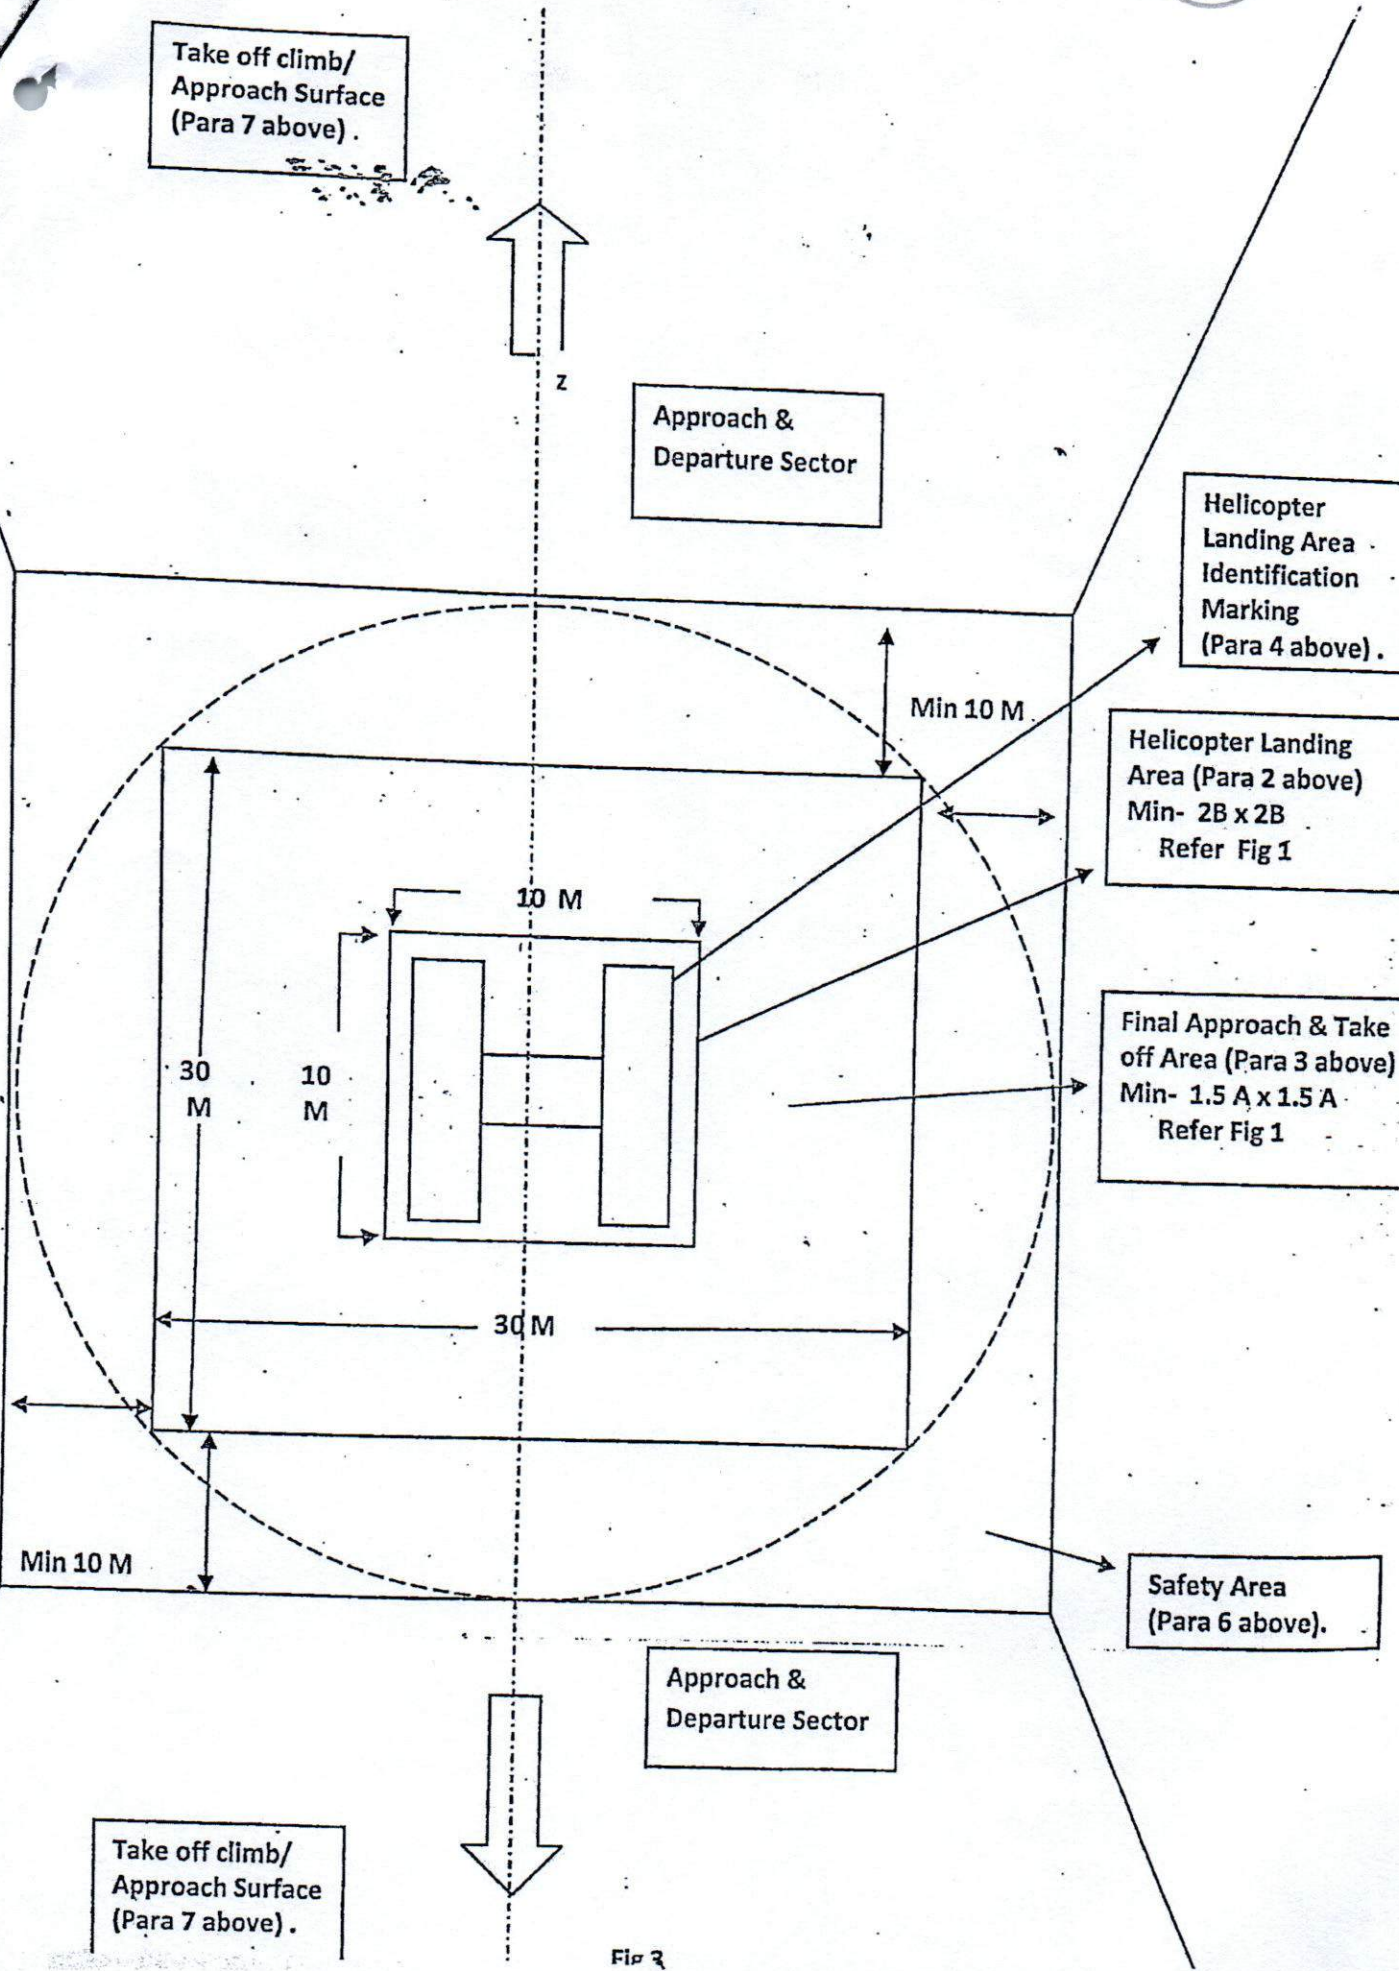 Take off climb/
Approach Surface
(Para 7 above) .
z
Approach &
Departure Sector
Helicopter
Landing Area
Identification
Marking
(Para 4 above) .
Min 10 M
Helicopter Landing
Area (Para 2 above)
Min- 2B x 2B
Refer Fig 1
10 M
Final Approach & Take
off Area (Para 3 above)
Min- 1.5 A x 1.5 A
Refer Fig 1
30
M
10
M
30 M
Min 10 M
Safety Area
(Para 6 above).
Approach &
Departure Sector
Take off climb/
Approach Surface
(Para 7 above) .
Fig 3